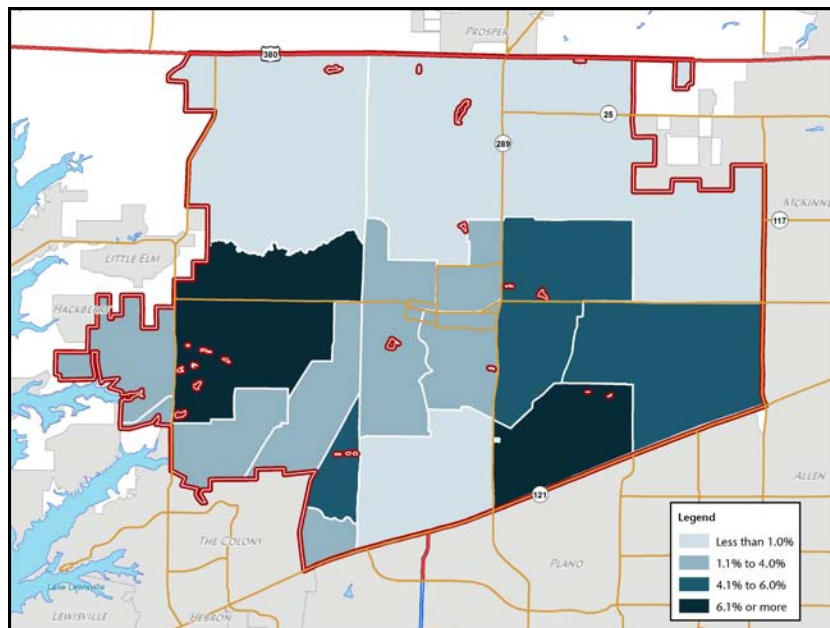 PROSPER
380
25
289
MCKINNE
117
LITTLE ELM
HACKBERRY
121
ALLEN
THE COLONY
PLANO
Lake Lewisville
LEWISVILLE
HEBRON
Legend
Less than 1.0%
1.1% to 4.0%
4.1% to 6.0%
6.1% or more